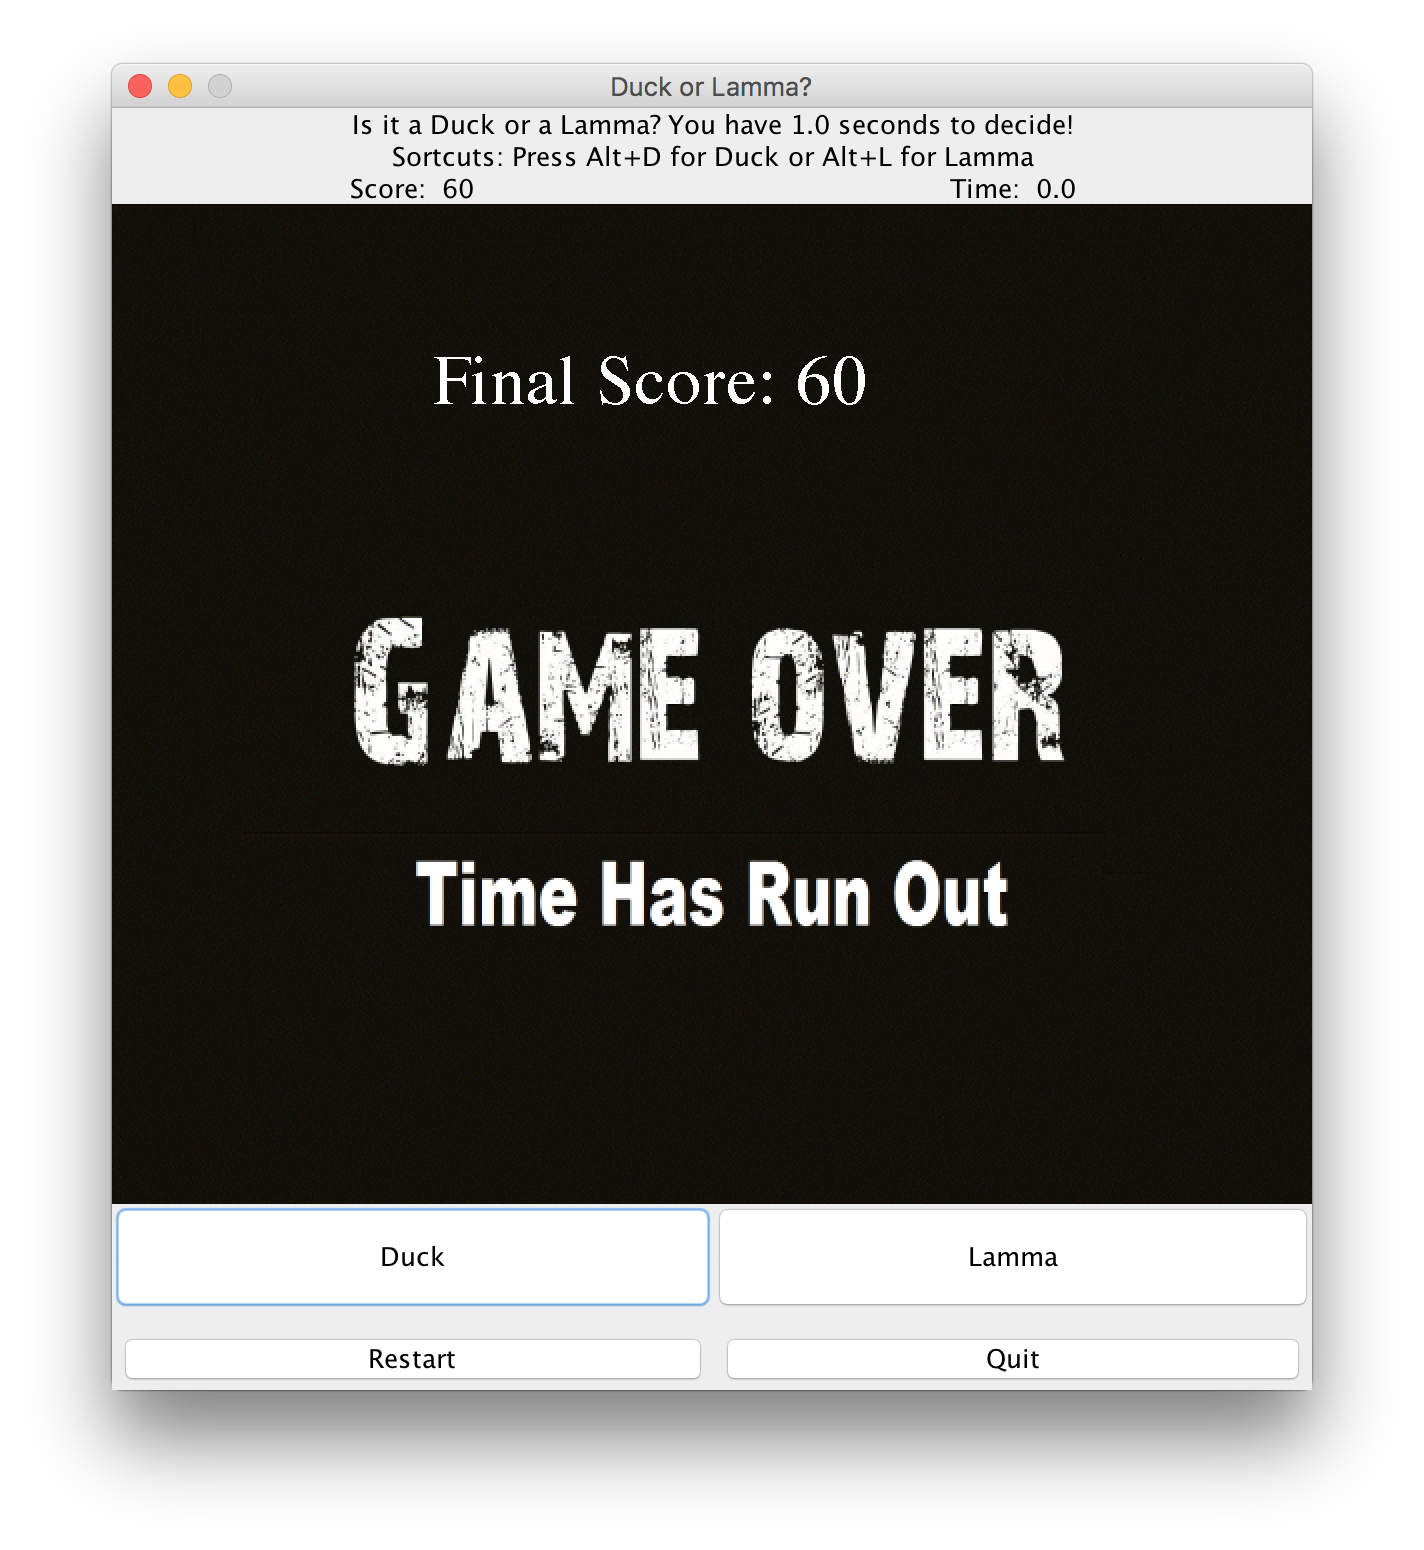 Duck or Lamma?
Is it a Duck or a Lamma? You have 1.0 seconds to decide!
Sortcuts: Press Alt+D for Duck or Alt+L for Lamma
Score: 60 Time: 0.0
Final Score: 60
GAME OVER
Time Has Run Out
Duck Lamma
Restart Quit